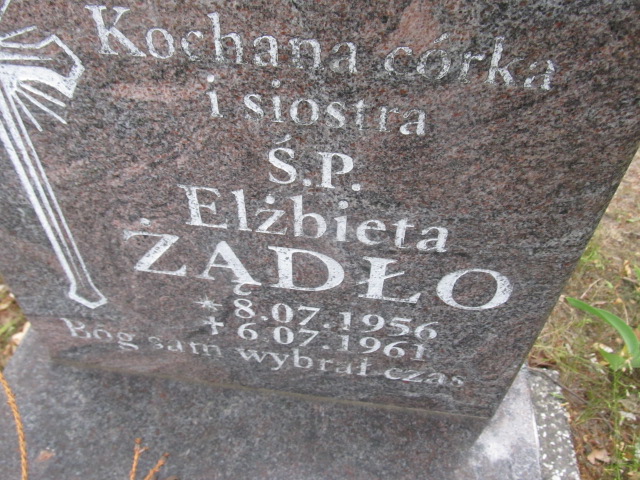 Kochana córka
i siostra
Ś.P.
Elżbieta
ŻĄDŁO
* 8.07.1956
+ 6.07.1961
Bóg sam wybrał czas